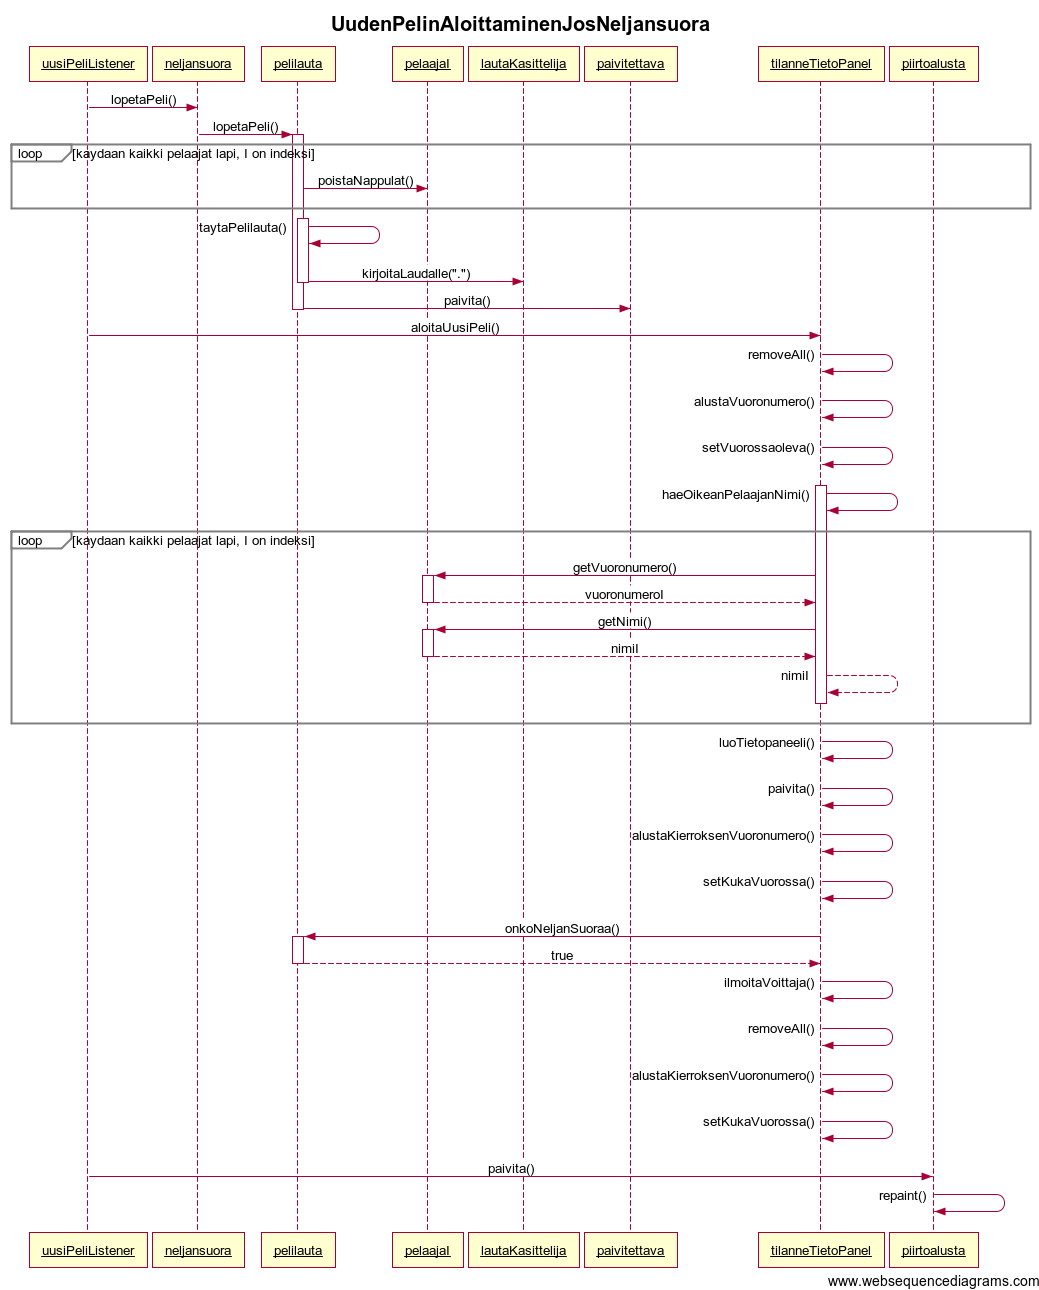 UudenPelinAloittaminenJosNeljansuora
uusiPeliListener neljansuora pelilauta pelaajaI lautaKasittelija paivitettava tilanneTietoPanel piirtoalusta
lopetaPeli()
lopetaPeli()
loop [kaydaan kaikki pelaajat lapi, I on indeksi]
poistaNappulat()
taytaPelilauta()
kirjoitaLaudalle(".")
paivita()
aloitaUusiPeli()
removeAll()
alustaVuoronumero()
setVuorossaoleva()
haeOikeanPelaajanNimi()
loop [kaydaan kaikki pelaajat lapi, I on indeksi]
getVuoronumero()
vuoronumeroI
getNimi()
nimiI
nimiI
luoTietopaneeli()
paivita()
alustaKierroksenVuoronumero()
setKukaVuorossa()
onkoNeljanSuoraa()
true
ilmoitaVoittaja()
removeAll()
alustaKierroksenVuoronumero()
setKukaVuorossa()
paivita()
repaint()
uusiPeliListener neljansuora pelilauta pelaajaI lautaKasittelija paivitettava tilanneTietoPanel piirtoalusta
www.websequencediagrams.com